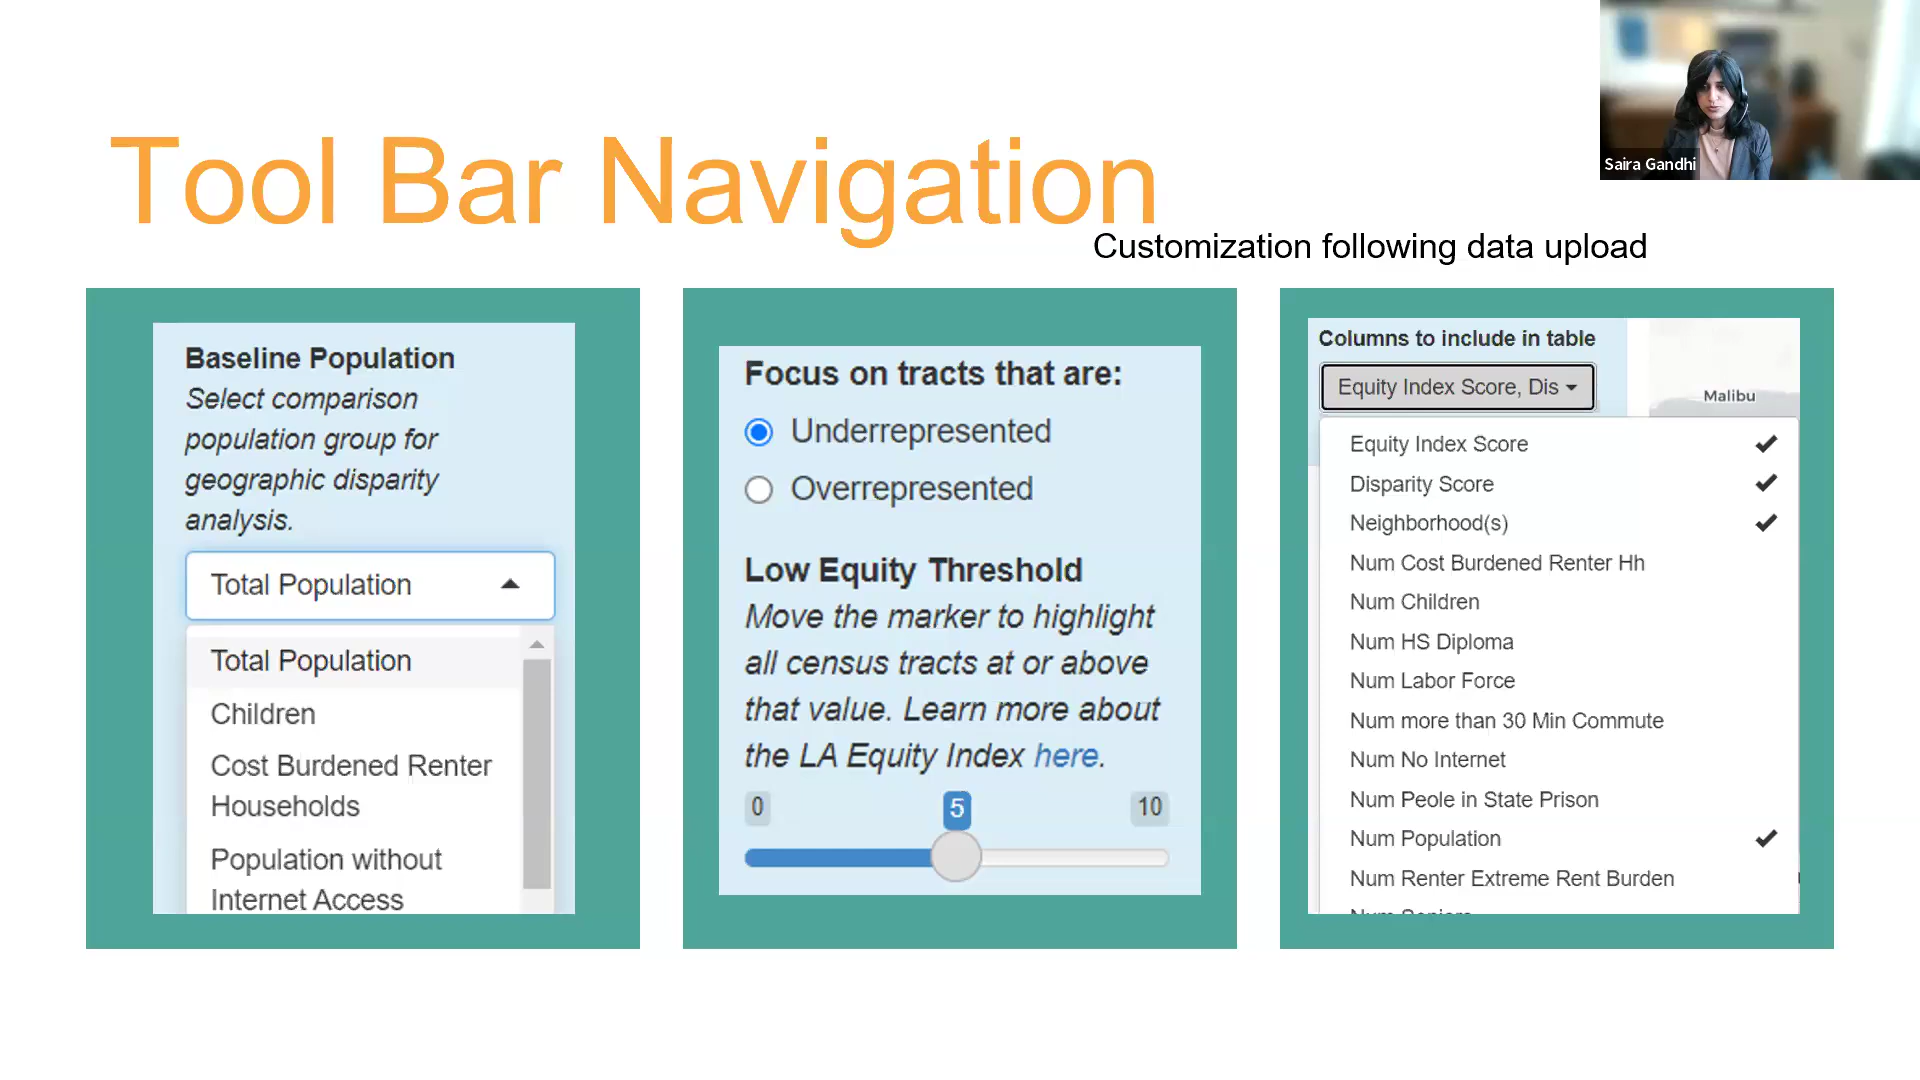 Saira Gandhi
Tool Bar Navigation
Customization following data upload
Baseline Population
Select comparison
population group for
geographic disparity
analysis.
Total Population
Total Population
Children
Cost Burdened Renter
Households
Population without
Internet Access
Focus on tracts that are:
Underrepresented
Overrepresented
Low Equity Threshold
Move the marker to highlight
all census tracts at or above
that value. Learn more about
the LA Equity Index here.
0 5 10
Columns to include in table
Equity Index Score, Dis
Malibu
Equity Index Score
Disparity Score
Neighborhood(s)
Num Cost Burdened Renter Hh
Num Children
Num HS Diploma
Num Labor Force
Num more than 30 Min Commute
Num No Internet
Num Peole in State Prison
Num Population
Num Renter Extreme Rent Burden